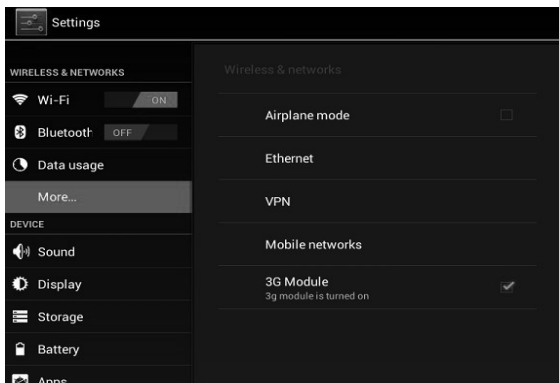 Settings
WIRELESS & NETWORKS
Wi-Fi ON
Bluetooth OFF
Data usage
More...
DEVICE
Sound
Display
Storage
Battery
Apps
Wireless & networks
Airplane mode
Ethernet
VPN
Mobile networks
3G Module
3g module is turned on